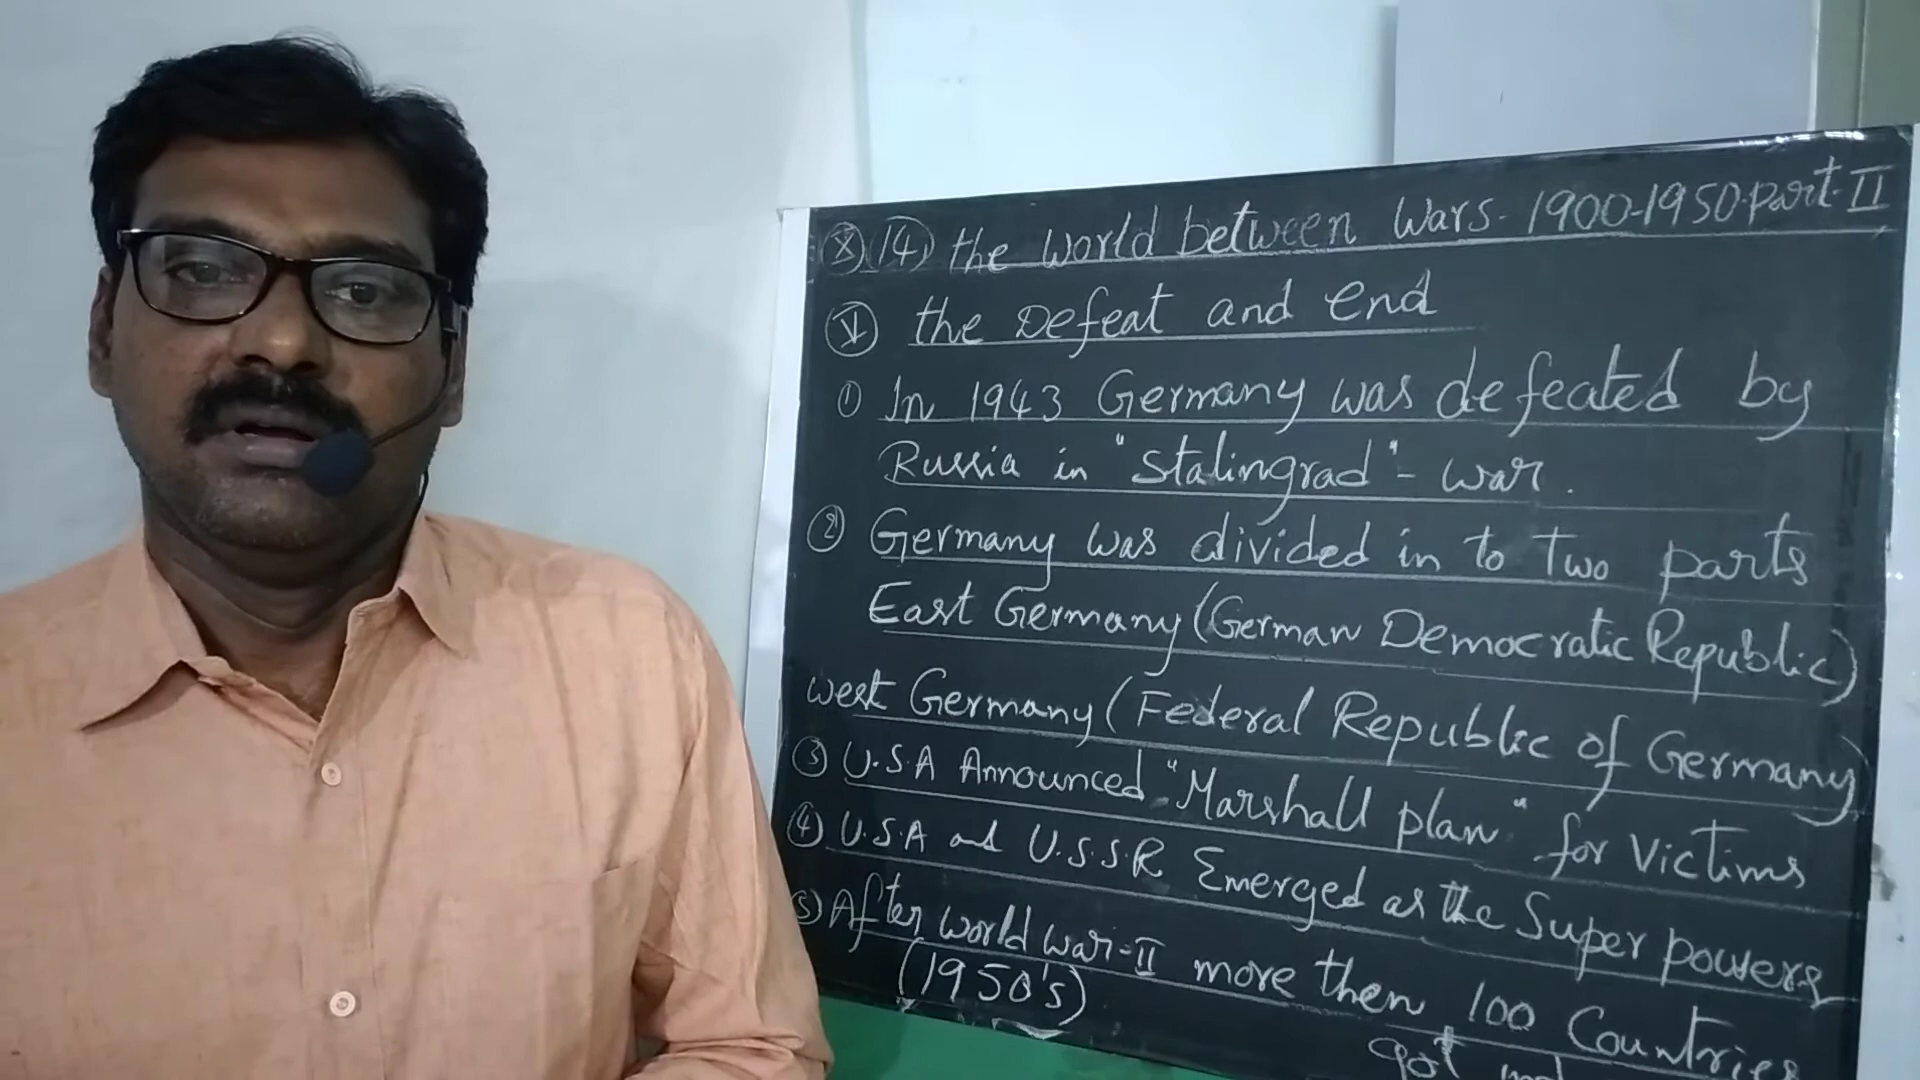 X 14) the world between wars- 1900-1950-part-II
V the Defeat and end
1) In 1943 Germany was defeated by
Russia in "Stalingrad"- war.
2) Germany was divided in to two parts
East Germany (German Democratic Republic)
west Germany (Federal Republic of Germany)
3) U.S.A Announced "Marshall plan" for victims
4) U.S.A and U.S.S.R Emerged as the Super powers
5) After world war-II more then 100 Countries
(1950's)
got